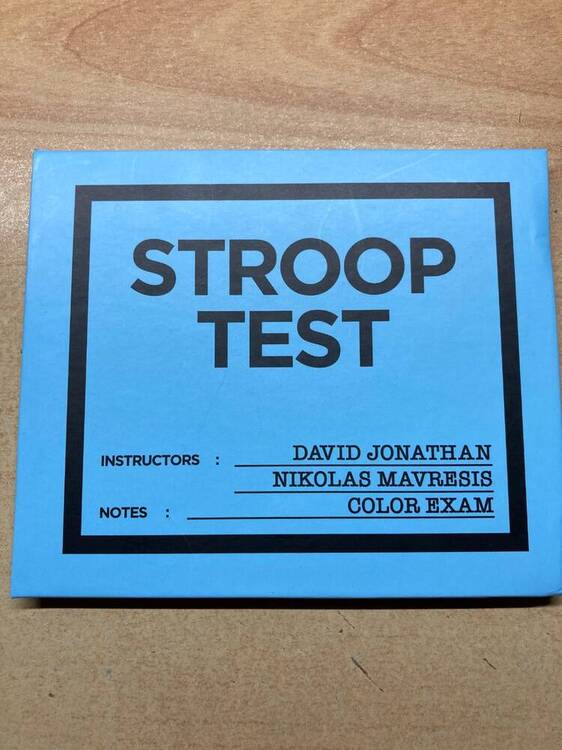 STROOP
TEST
INSTRUCTORS : DAVID JONATHAN
NIKOLAS MAVRESIS
NOTES : COLOR EXAM